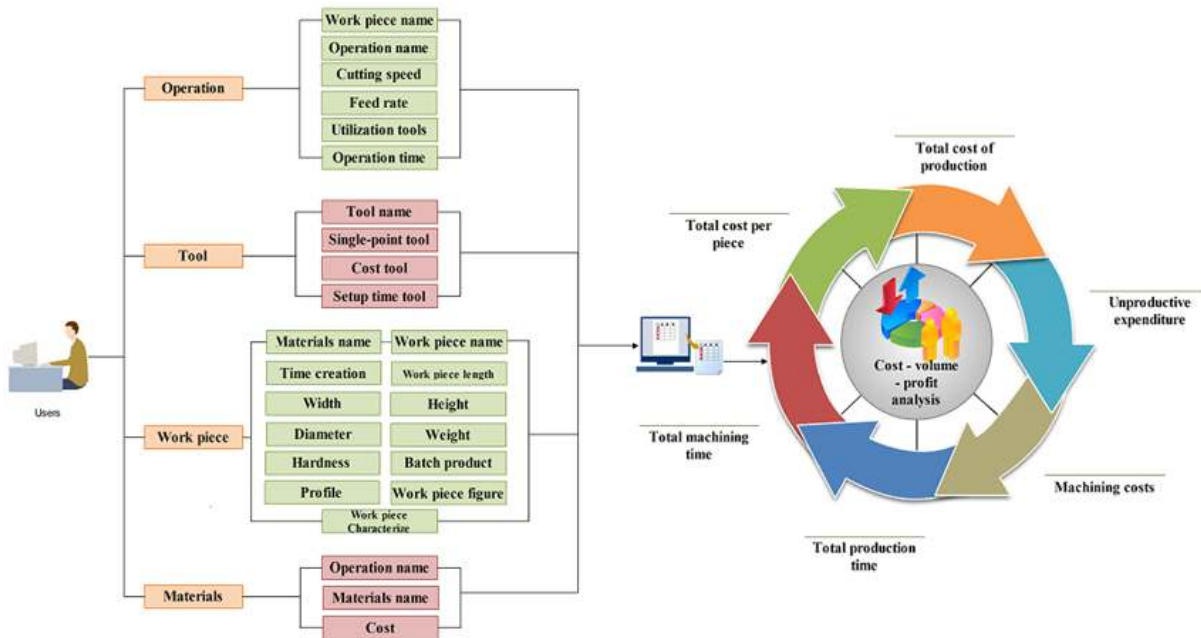 Users
Operation
Work piece name
Operation name
Cutting speed
Feed rate
Utilization tools
Operation time
Tool
Tool name
Single-point tool
Cost tool
Setup time tool
Work piece
Materials name
Work piece name
Time creation
Work piece length
Width
Height
Diameter
Weight
Hardness
Batch product
Profile
Work piece figure
Work piece
Characterize
Materials
Operation name
Materials name
Cost
Total cost of
production
Total cost per
piece
Unproductive
expenditure
Cost - volume
- profit
analysis
Total machining
time
Machining costs
Total production
time